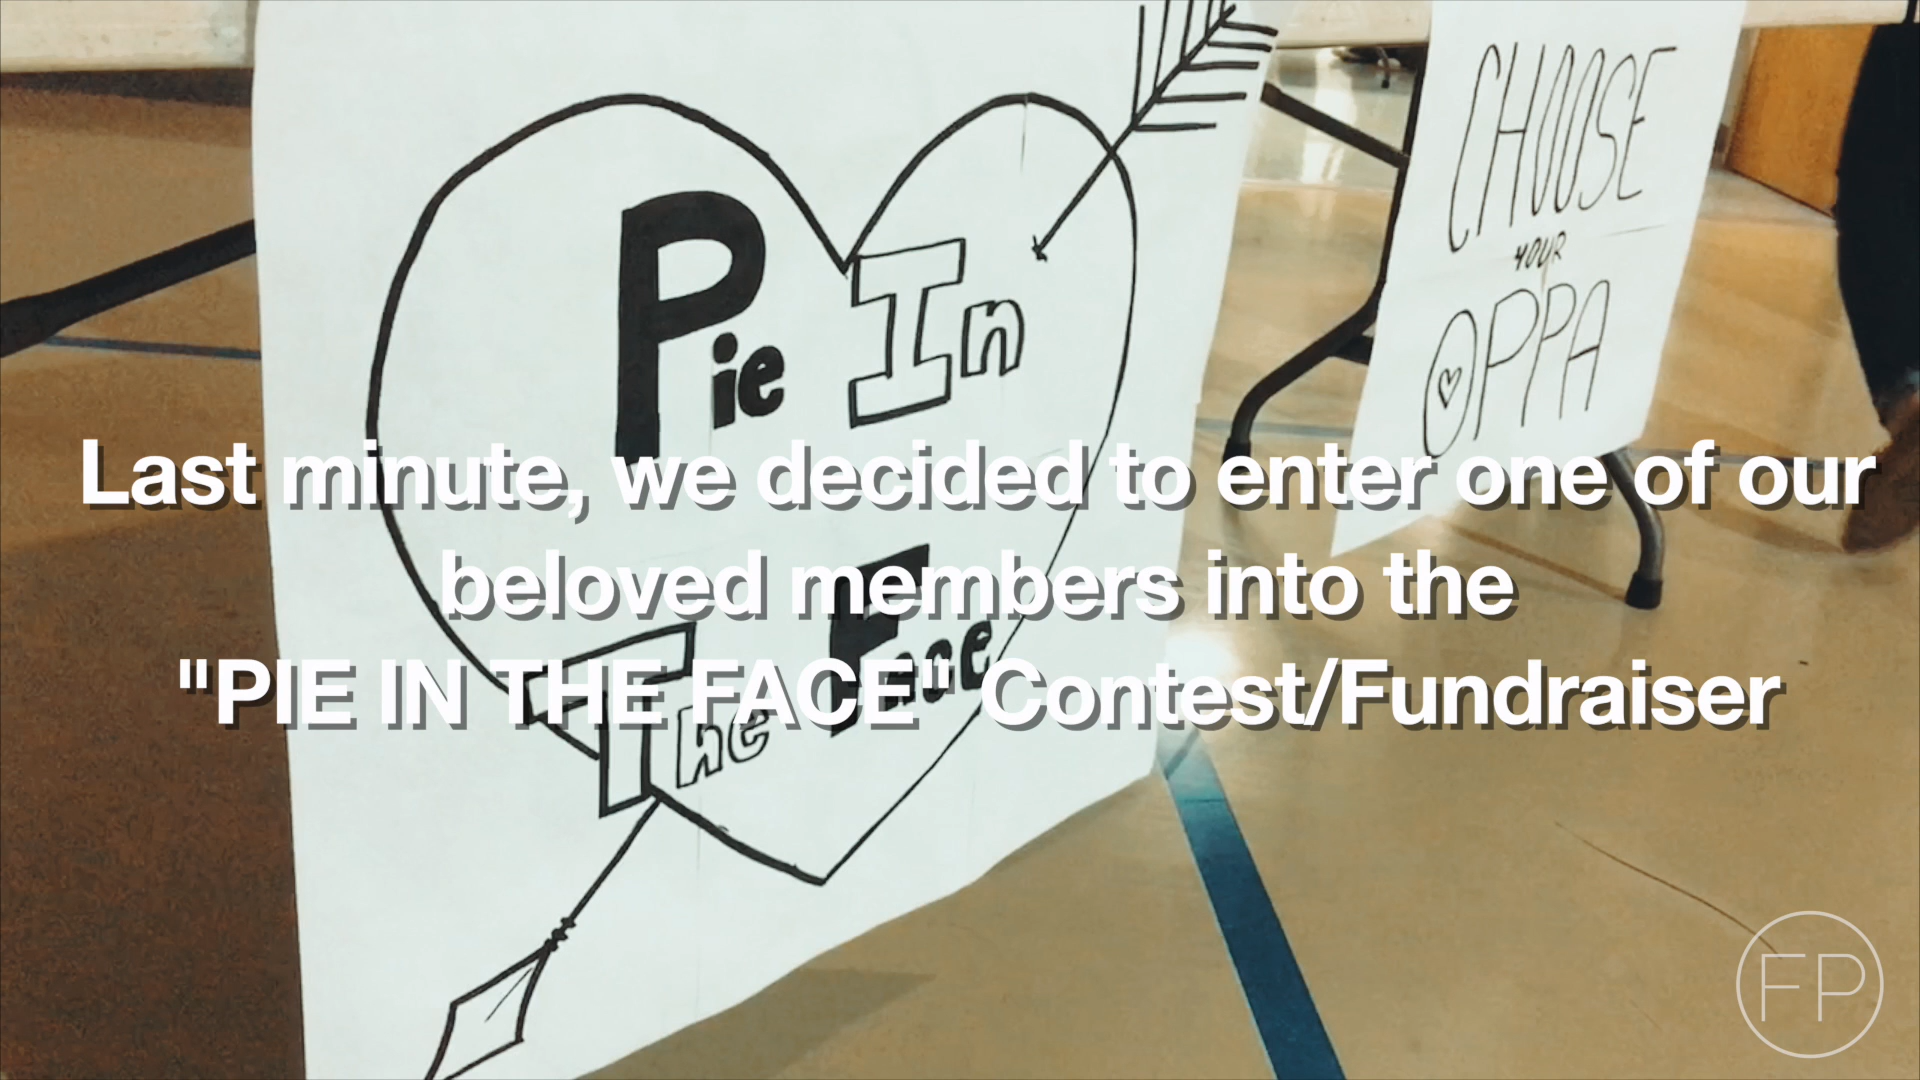 Pie In
The Face
CHOOSE
YOUR
OPPA
Last minute, we decided to enter one of our
beloved members into the
"PIE IN THE FACE" Contest/Fundraiser
FP